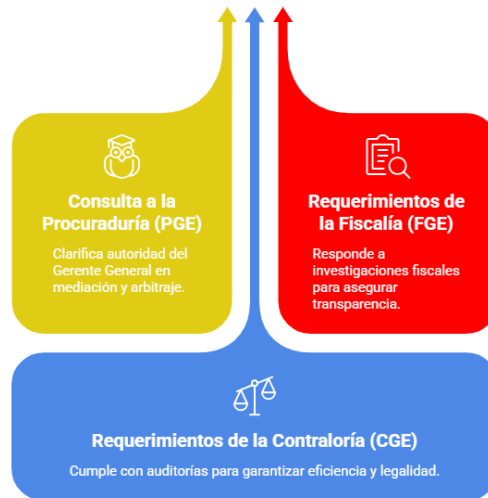 Consulta a la
Procuraduría (PGE)
Clarifica autoridad del
Gerente General en
mediación y arbitraje.
Requerimientos de
la Fiscalía (FGE)
Responde a
investigaciones fiscales
para asegurar
transparencia.
Requerimientos de la Contraloría (CGE)
Cumple con auditorías para garantizar eficiencia y legalidad.